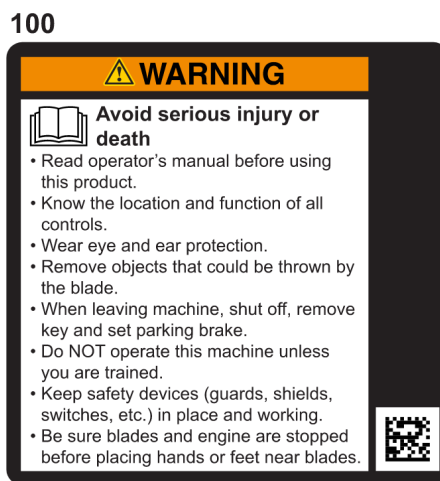 100
WARNING
Avoid serious injury or
death
• Read operator’s manual before using
this product.
• Know the location and function of all
controls.
• Wear eye and ear protection.
• Remove objects that could be thrown by
the blade.
• When leaving machine, shut off, remove
key and set parking brake.
• Do NOT operate this machine unless
you are trained.
• Keep safety devices (guards, shields,
switches, etc.) in place and working.
• Be sure blades and engine are stopped
before placing hands or feet near blades.